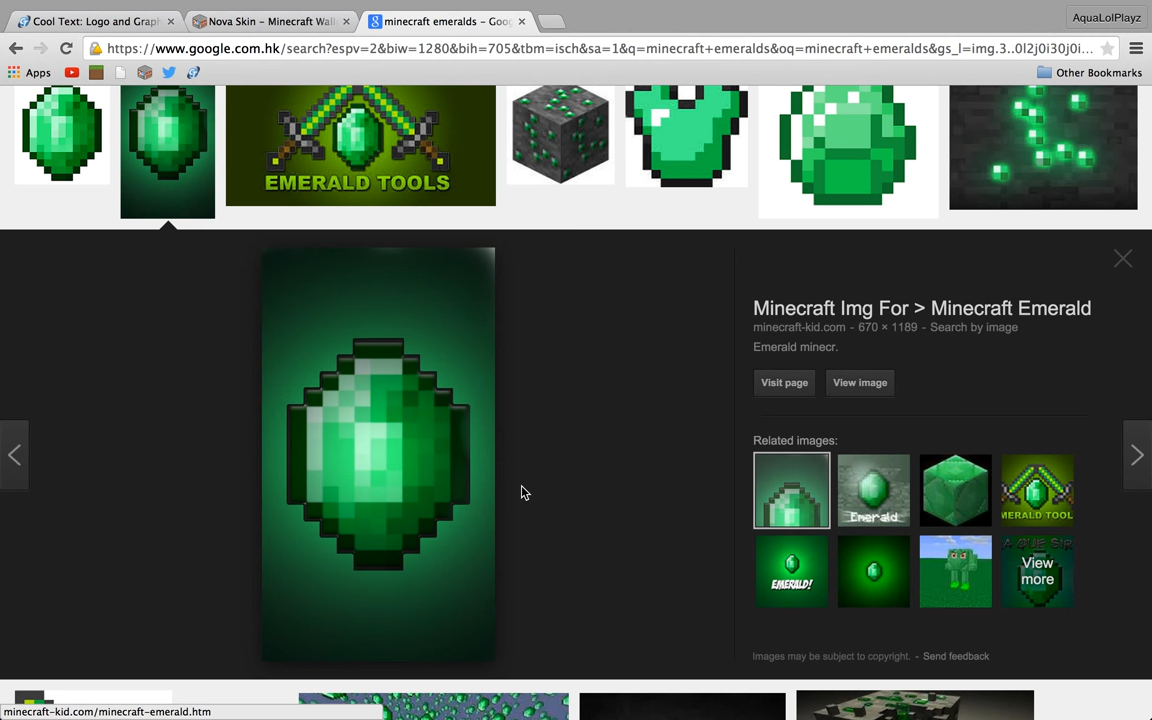 Cool Text: Logo and Graph
Nova Skin - Minecraft Wall
minecraft emeralds - Goo
AquaLolPlayz
https://www.google.com.hk/search?espv=2&biw=1280&bih=705&tbm=isch&sa=1&q=minecraft+emeralds&oq=minecraft+emeralds&gs_l=img.3..0l2j0i30j0i...
Apps
Other Bookmarks
EMERALD TOOLS
Minecraft Img For > Minecraft Emerald
minecraft-kid.com - 670 × 1189 - Search by image
Emerald minecr.
Visit page
View image
Related images:
Emerald
EMERALD TOOL
EMERALD!
View
more
Images may be subject to copyright. - Send feedback
minecraft-kid.com/minecraft-emerald.htm